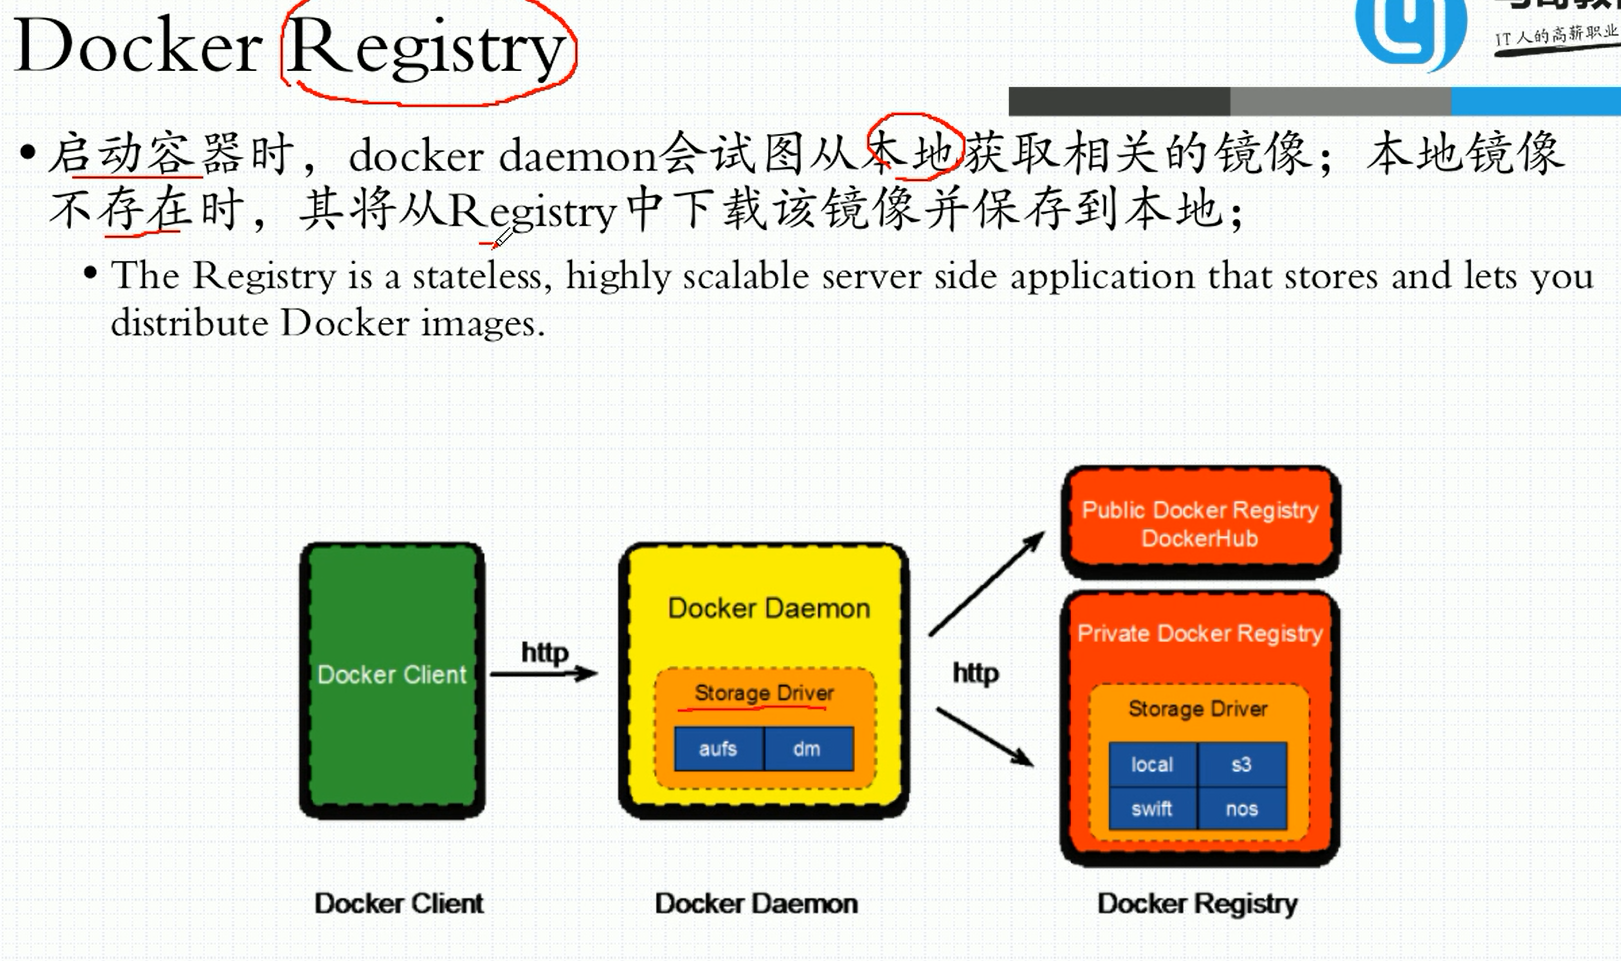 Docker Registry
IT人的高薪职业
• 启动容器时，docker daemon会试图从本地获取相关的镜像；本地镜像
不存在时，其将从Registry中下载该镜像并保存到本地；
• The Registry is a stateless, highly scalable server side application that stores and lets you
distribute Docker images.
Docker Client
http
Docker Daemon
Storage Driver
aufs dm
http
Public Docker Registry
DockerHub
Private Docker Registry
Storage Driver
local s3
swift nos
Docker Client
Docker Daemon
Docker Registry